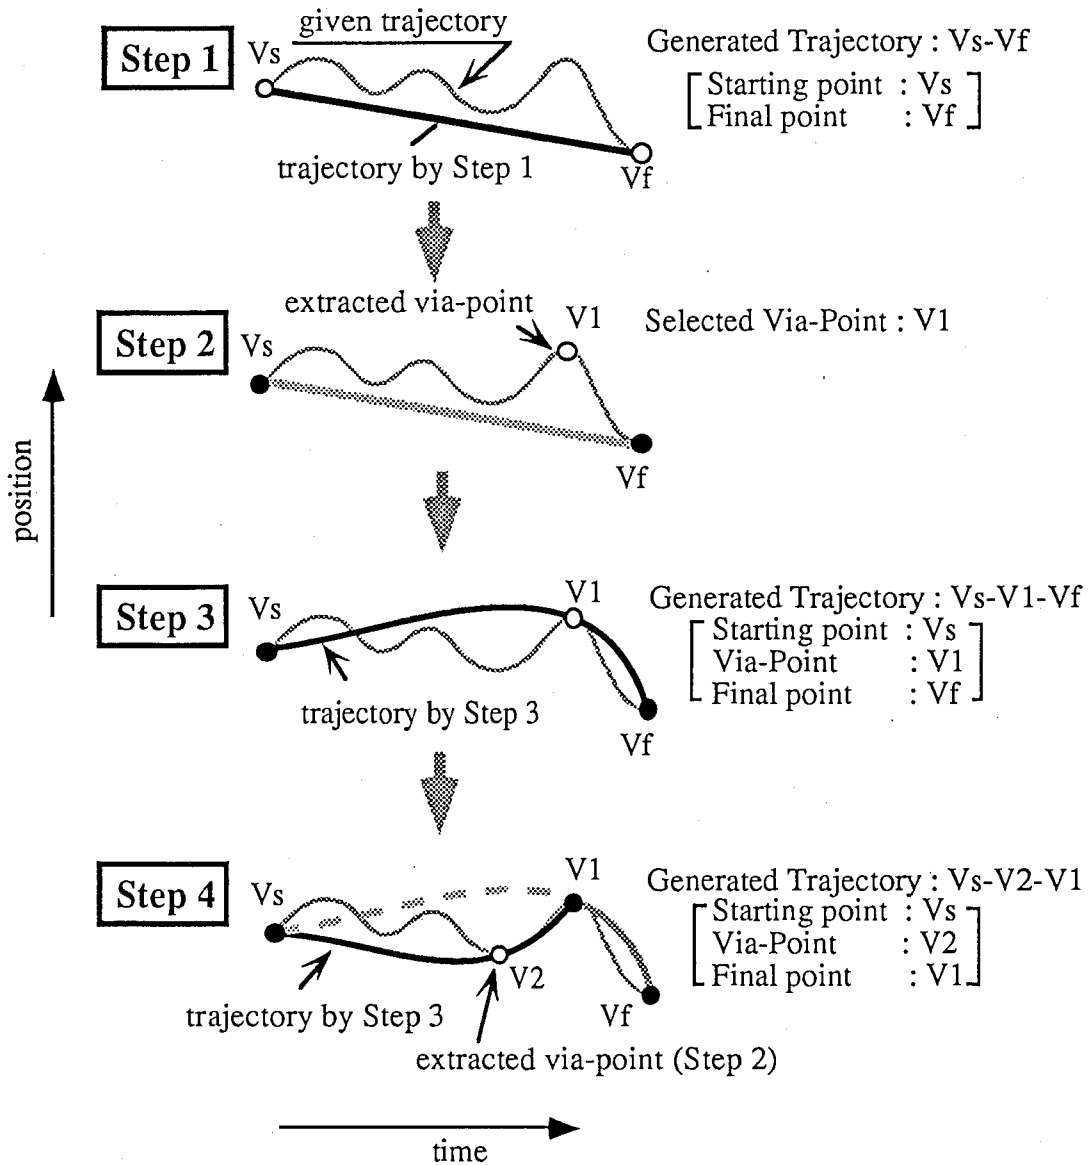 Step 1
Vs
given trajectory
Generated Trajectory : Vs-Vf
Starting point : Vs
Final point : Vf
trajectory by Step 1
Vf
extracted via-point
Step 2
Vs
V1
Selected Via-Point : V1
Vf
position
Step 3
Vs
V1
Generated Trajectory : Vs-V1-Vf
Starting point : Vs
Via-Point : V1
Final point : Vf
trajectory by Step 3
Vf
Step 4
Vs
V1
Generated Trajectory : Vs-V2-V1
Starting point : Vs
Via-Point : V2
Final point : V1
V2
trajectory by Step 3
Vf
extracted via-point (Step 2)
time